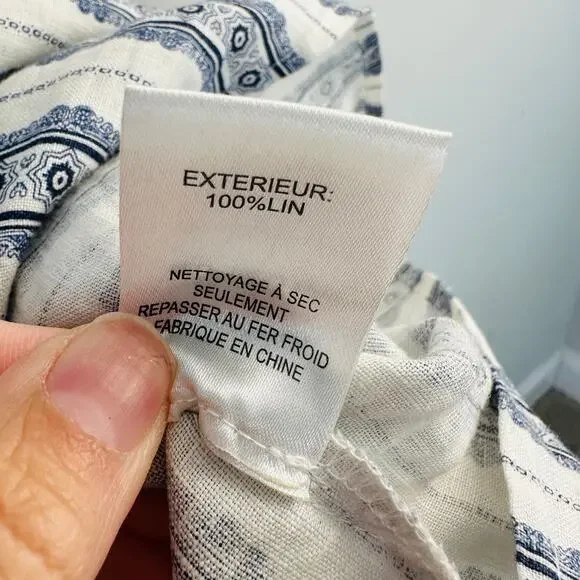 EXTERIEUR:
100%LIN
NETTOYAGE À SEC
SEULEMENT
REPASSER AU FER FROID
FABRIQUE EN CHINE